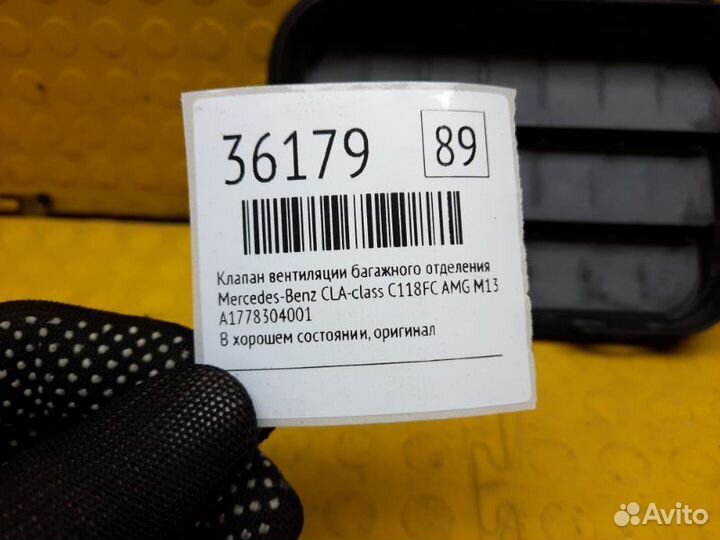 36179
89
Клапан вентиляции багажного отделения
Mercedes-Benz CLA-class C118FC AMG M13
A1778304001
В хорошем состоянии, оригинал
Avito